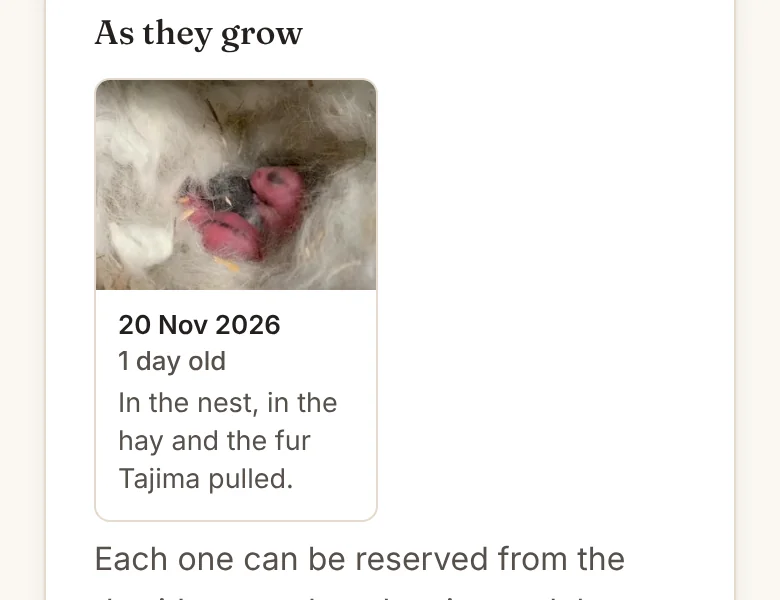 As they grow
20 Nov 2026
1 day old
In the nest, in the
hay and the fur
Tajima pulled.
Each one can be reserved from the